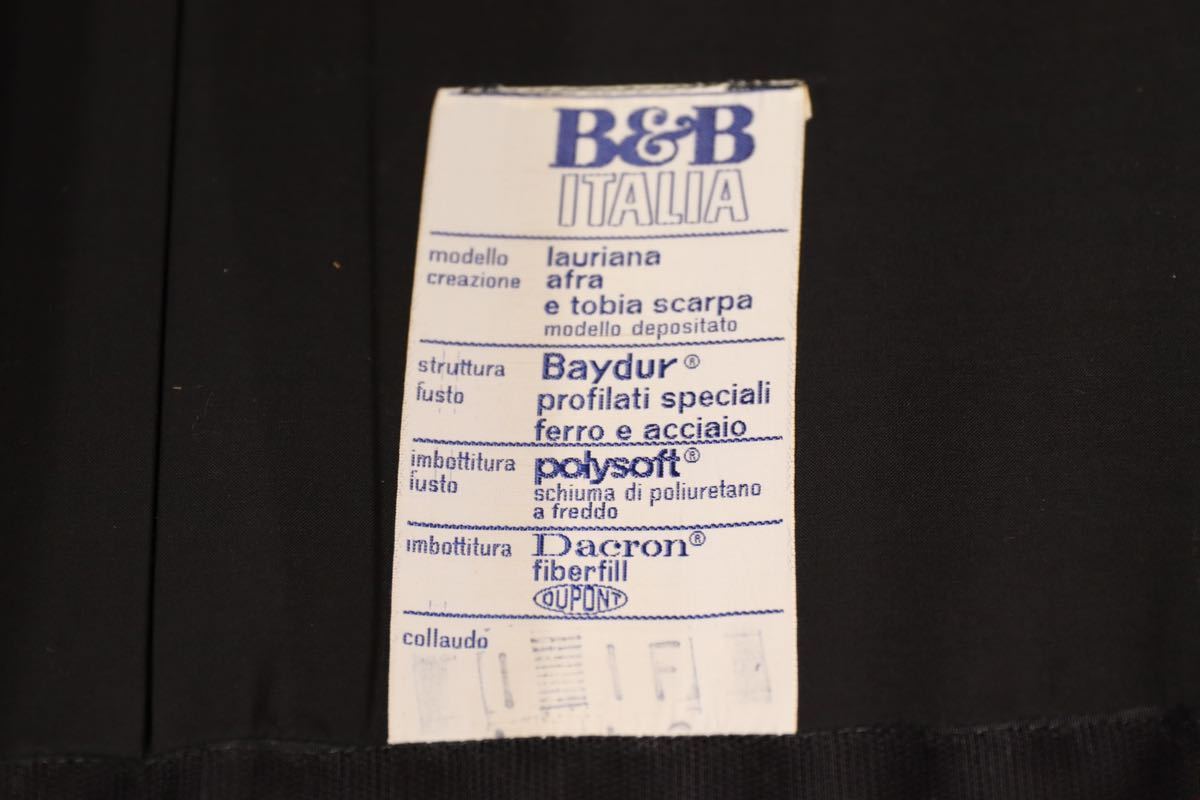 B&B
ITALIA
modello lauriana
creazione afra
e tobia scarpa
modello depositato
struttura Baydur®
fusto profilati speciali
ferro e acciaio
imbottitura polysoft®
fusto schiuma di poliuretano
a freddo
imbottitura Dacron®
fiberfill
DUPONT
collaudo